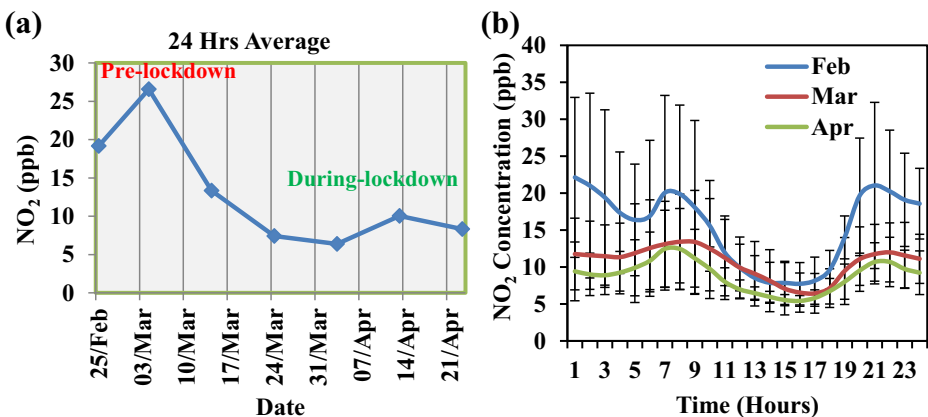 (a)
24 Hrs Average
Pre-lockdown
During-lockdown
NO₂ (ppb)
30
25
20
15
10
5
0
25/Feb
03/Mar
10/Mar
17/Mar
24/Mar
31/Mar
07/Apr
14/Apr
21/Apr
Date
(b)
NO₂ Concentration (ppb)
40
35
30
25
20
15
10
5
0
Feb
Mar
Apr
1 3 5 7 9 11 13 15 17 19 21 23
Time (Hours)